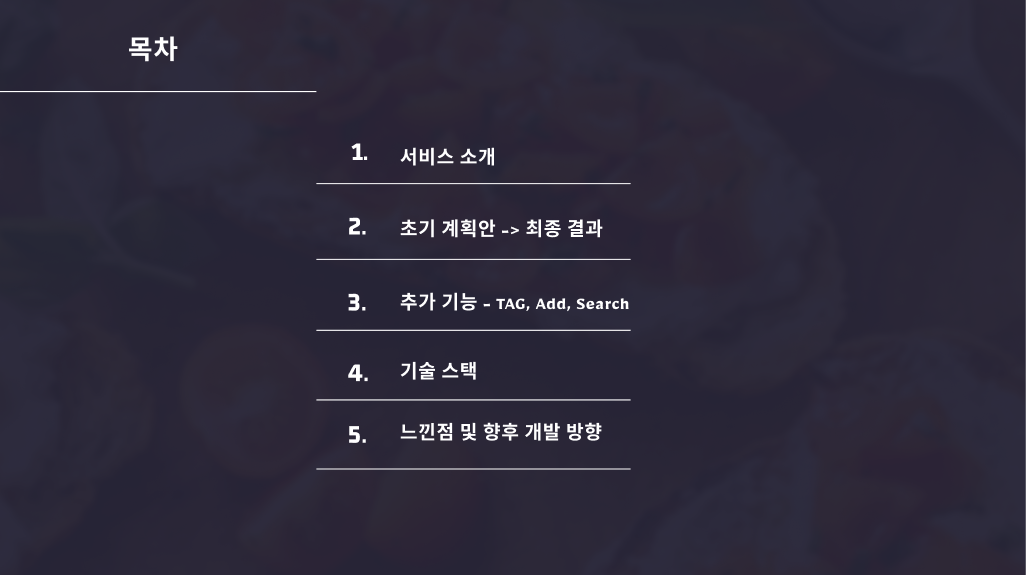 목차
1. 서비스 소개
2. 초기 계획안 -> 최종 결과
3. 추가 기능 - TAG, Add, Search
4. 기술 스택
5. 느낀점 및 향후 개발 방향